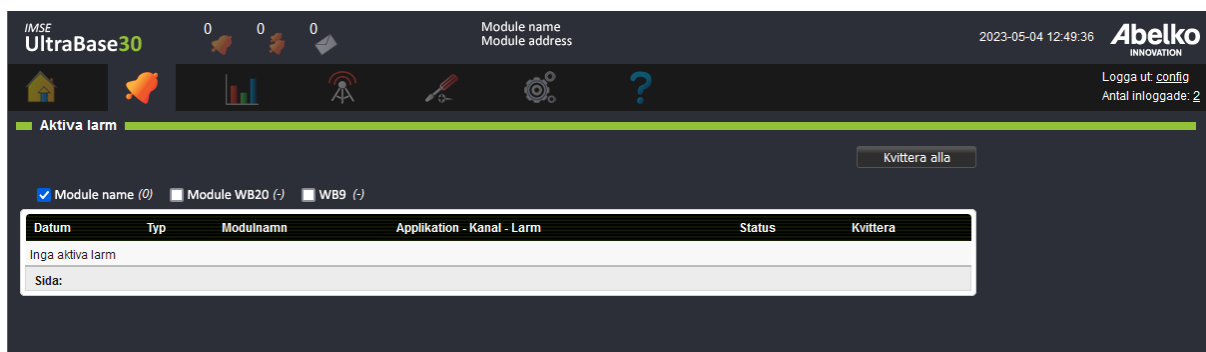 IMSE
UltraBase30
0 0 0
Module name
Module address
2023-05-04 12:49:36
Abelko
INNOVATION
Logga ut: config
Antal inloggade: 2
Aktiva larm
Kvittera alla
Module name (0) Module WB20 (-) WB9 (-)
Datum Typ Modulnamn Applikation - Kanal - Larm Status Kvittera
Inga aktiva larm
Sida: